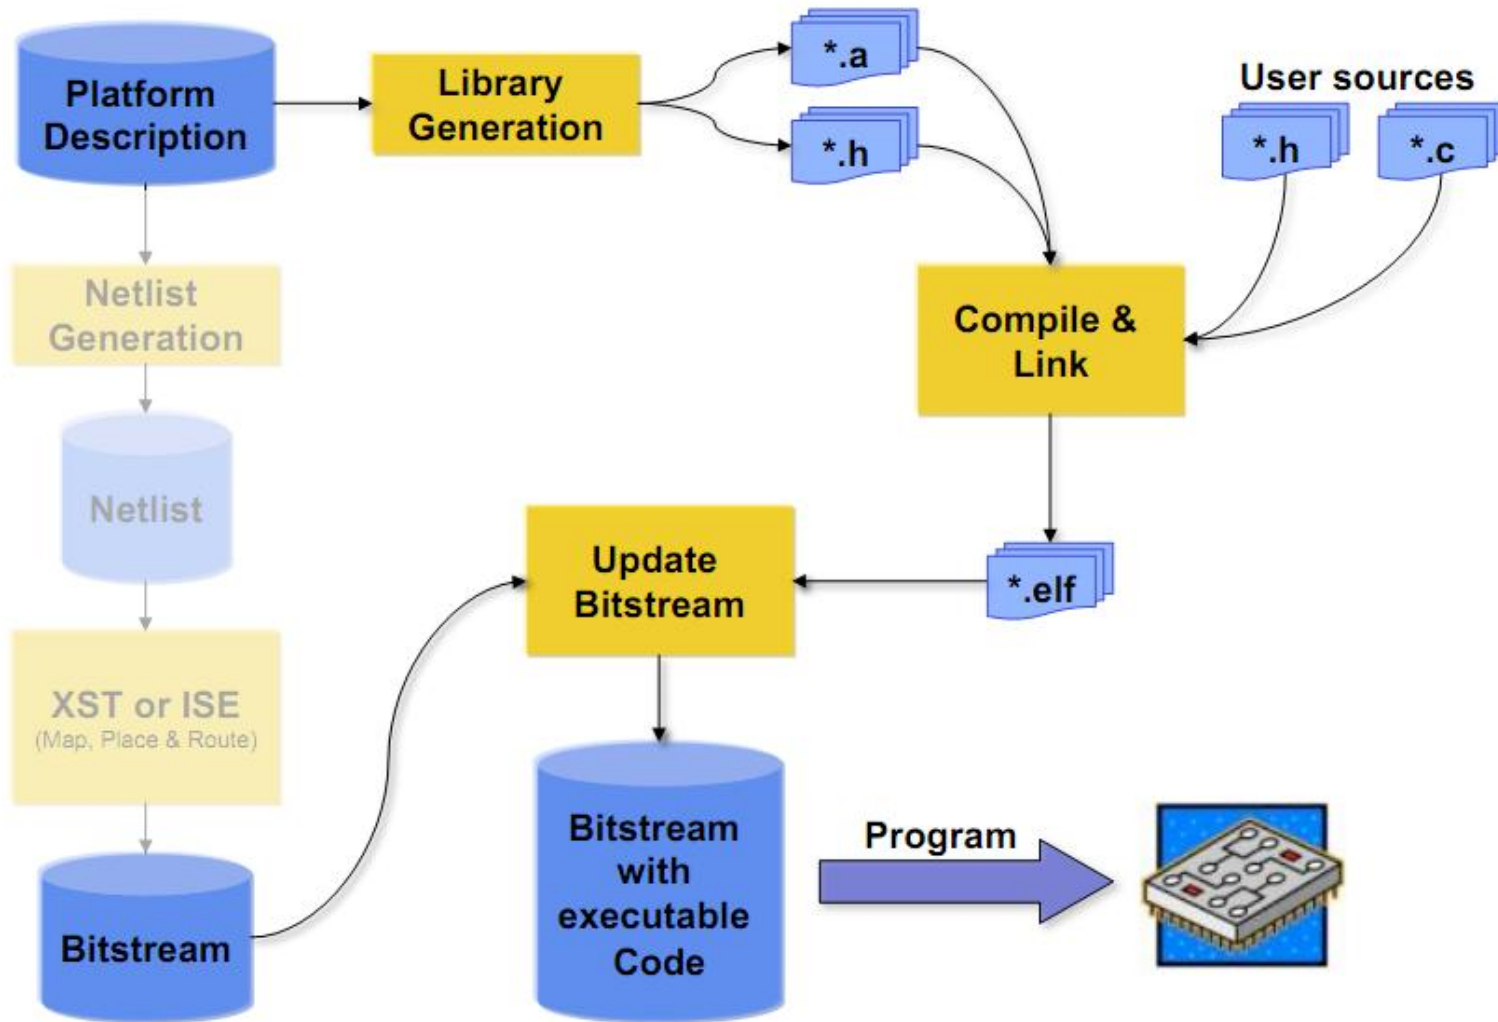 Platform
Description
Library
Generation
*.a
*.h
User sources
*.h
*.c
Netlist
Generation
Compile &
Link
Netlist
Update
Bitstream
*.elf
XST or ISE
(Map, Place & Route)
Bitstream
with
executable
Code
Program
Bitstream